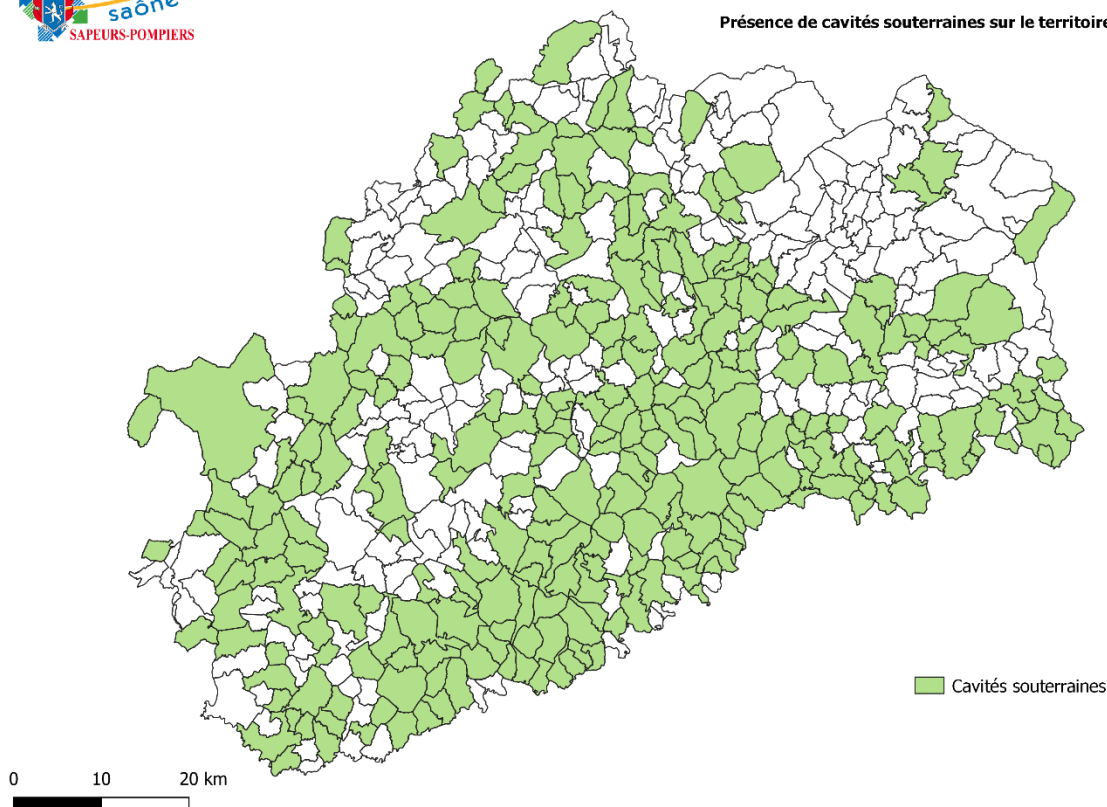 saône
SAPEURS-POMPIERS
Présence de cavités souterraines sur le territoire
Cavités souterraines
0 10 20 km